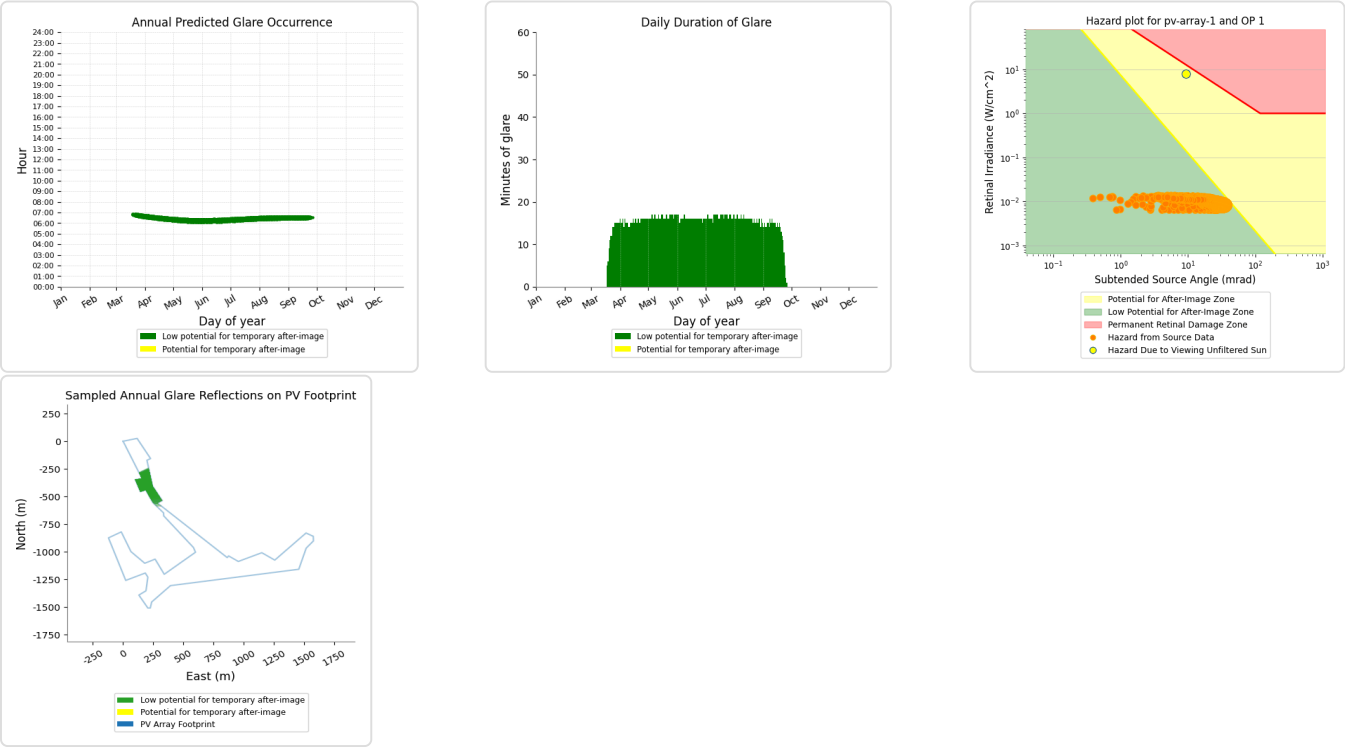 Annual Predicted Glare Occurrence
24:00
23:00
22:00
21:00
20:00
19:00
18:00
17:00
16:00
15:00
14:00
13:00
12:00
11:00
10:00
09:00
08:00
07:00
06:00
05:00
04:00
03:00
02:00
01:00
00:00
Hour
Jan Feb Mar Apr May Jun Jul Aug Sep Oct Nov Dec
Day of year
Low potential for temporary after-image
Potential for temporary after-image
Daily Duration of Glare
60
50
40
30
20
10
0
Minutes of glare
Jan Feb Mar Apr May Jun Jul Aug Sep Oct Nov Dec
Day of year
Low potential for temporary after-image
Potential for temporary after-image
Hazard plot for pv-array-1 and OP 1
10^1
10^0
10^-1
10^-2
10^-3
Retinal Irradiance (W/cm^2)
10^-1 10^0 10^1 10^2 10^3
Subtended Source Angle (mrad)
Potential for After-Image Zone
Low Potential for After-Image Zone
Permanent Retinal Damage Zone
Hazard from Source Data
Hazard Due to Viewing Unfiltered Sun
Sampled Annual Glare Reflections on PV Footprint
250
0
-250
-500
-750
-1000
-1250
-1500
-1750
North (m)
-250 0 250 500 750 1000 1250 1500 1750
East (m)
Low potential for temporary after-image
Potential for temporary after-image
PV Array Footprint